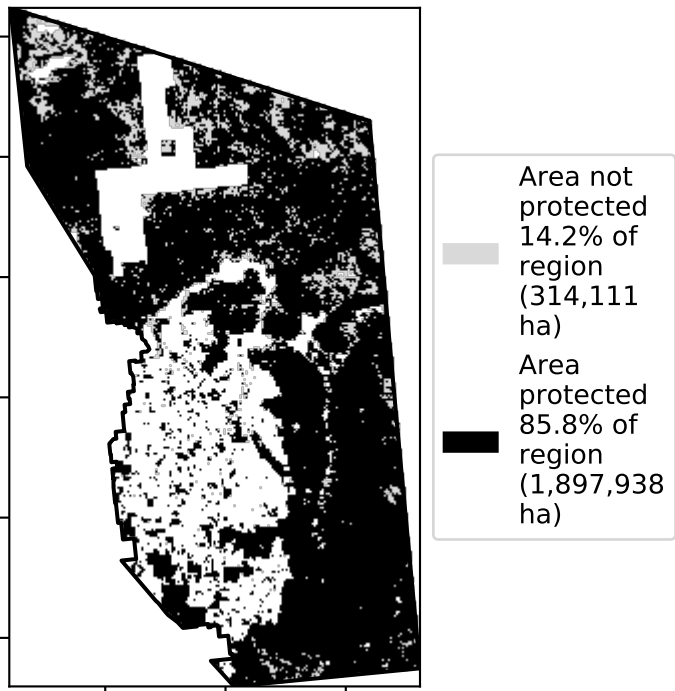 Area not
protected
14.2% of
region
(314,111
ha)
Area
protected
85.8% of
region
(1,897,938
ha)